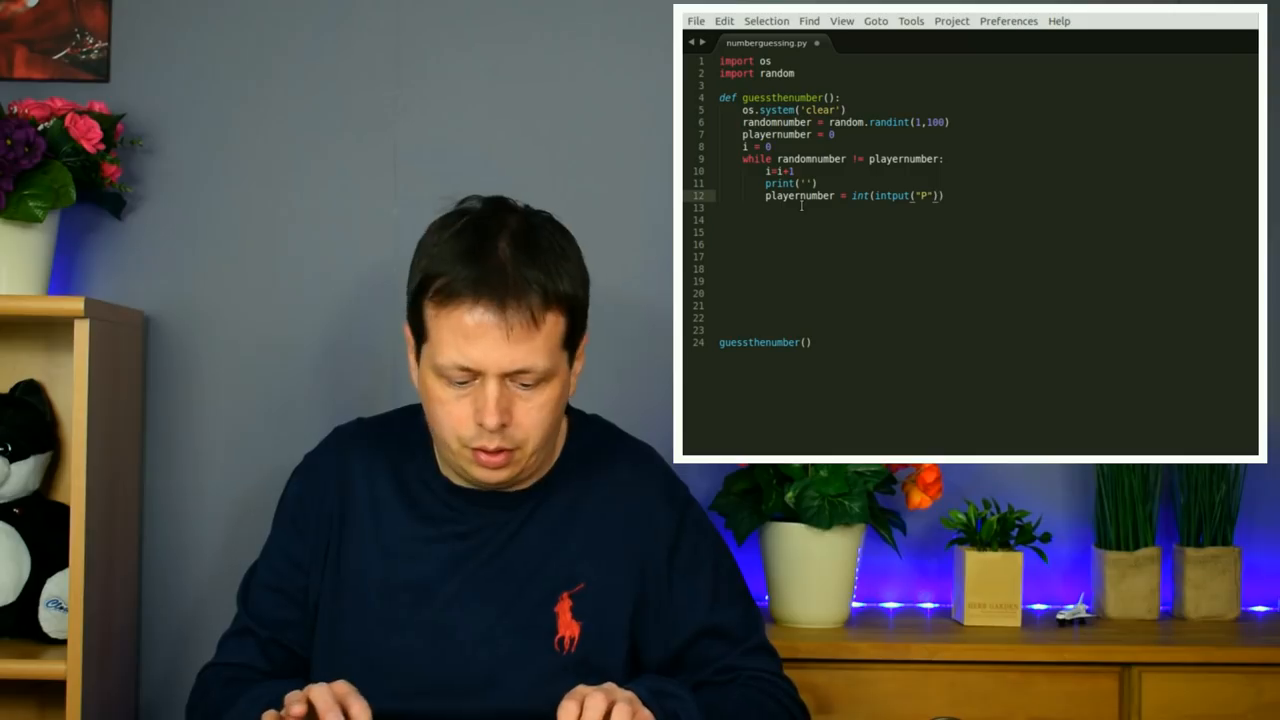 File Edit Selection Find View Goto Tools Project Preferences Help
numberguessing.py
1 import os
2 import random
3
4 def guessthenumber():
5 os.system('clear')
6 randomnumber = random.randint(1,100)
7 playernumber = 0
8 i = 0
9 while randomnumber != playernumber:
10 i=i+1
11 print('')
12 playernumber = int(intput("P"))
13
14
15
16
17
18
19
20
21
22
23
24 guessthenumber()
HERB GARDEN